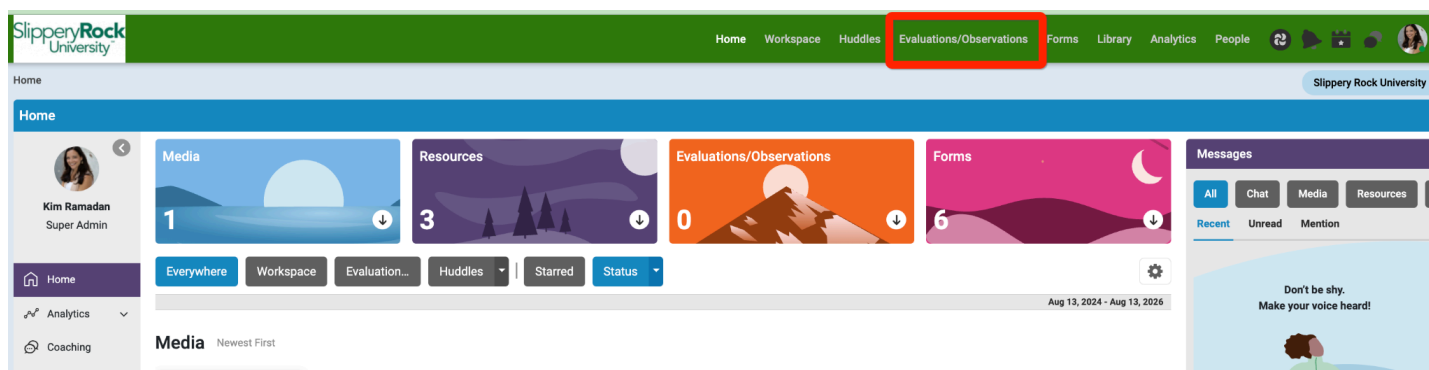 SlipperyRock
University
Home Workspace Huddles Evaluations/Observations Forms Library Analytics People
Home
Slippery Rock University
Home
Kim Ramadan
Super Admin
Home
Analytics
Coaching
Media
1
Resources
3
Evaluations/Observations
0
Forms
6
Everywhere Workspace Evaluation... Huddles Starred Status
Aug 13, 2024 - Aug 13, 2026
Media Newest First
Messages
All Chat Media Resources
Recent Unread Mention
Don't be shy.
Make your voice heard!